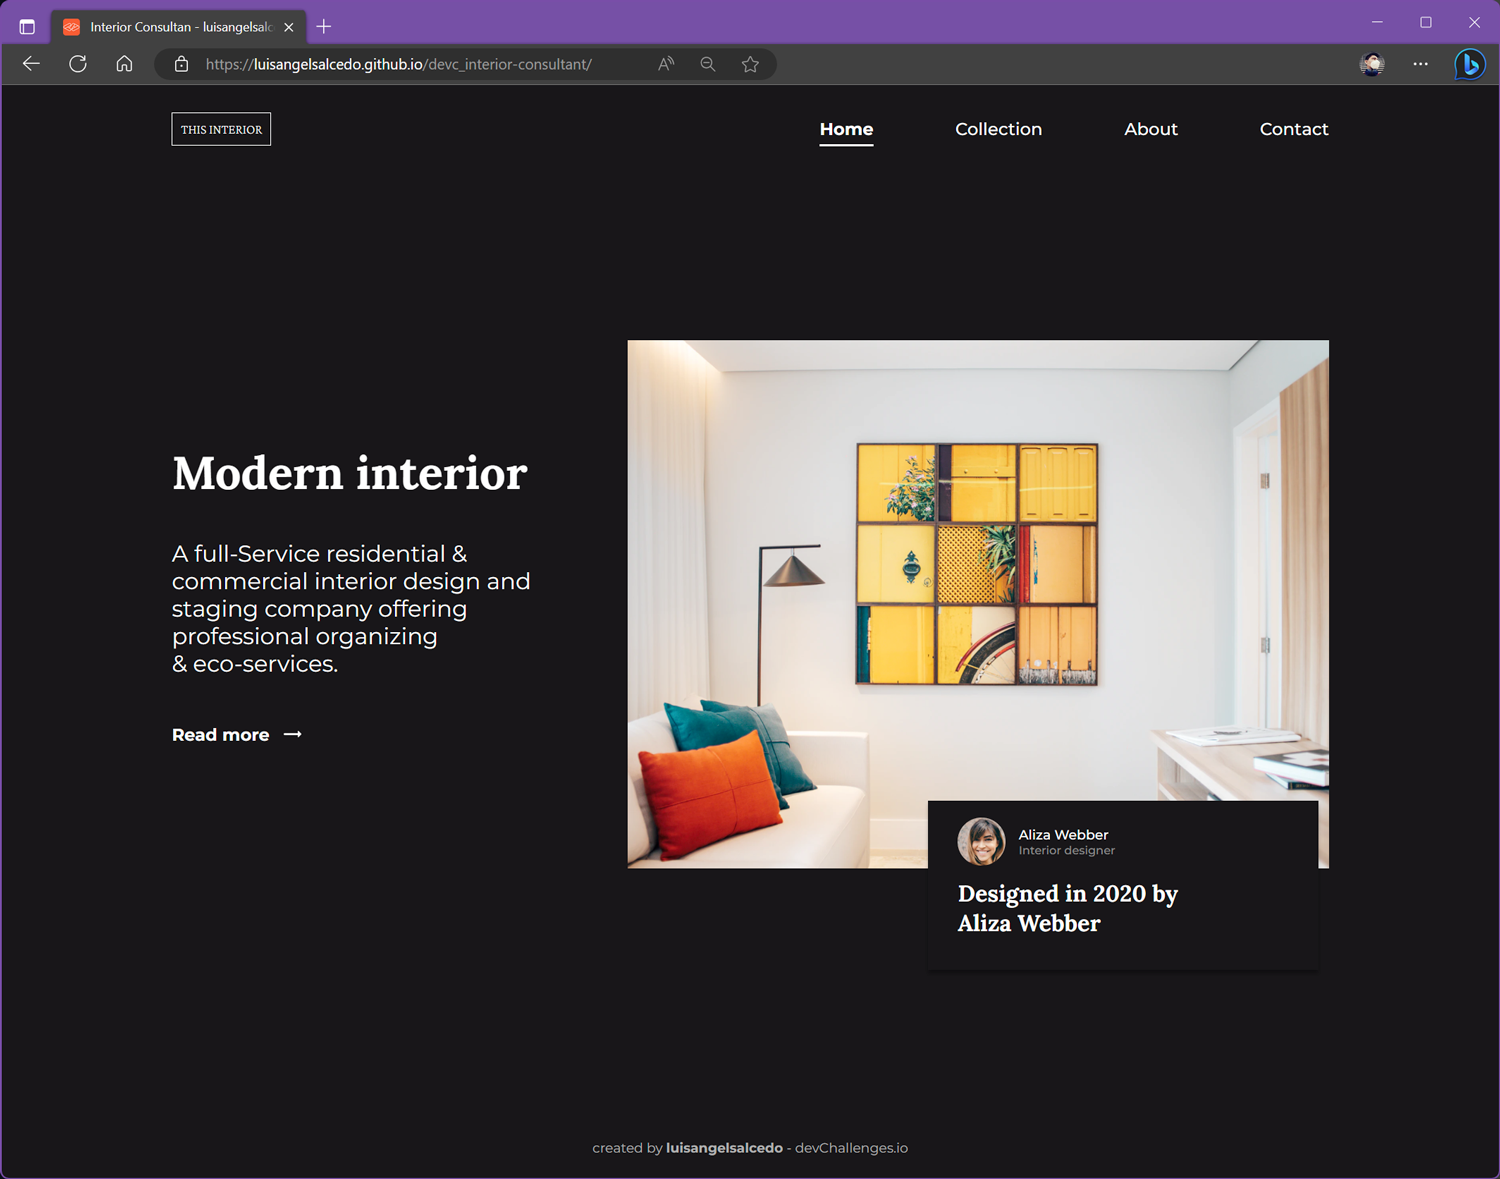 Interior Consultan - luisangelsalc
https://luisangelsalcedo.github.io/devc_interior-consultant/
THIS INTERIOR
Home
Collection
About
Contact
Modern interior
A full-Service residential &
commercial interior design and
staging company offering
professional organizing
& eco-services.
Read more
Aliza Webber
Interior designer
Designed in 2020 by
Aliza Webber
created by luisangelsalcedo - devChallenges.io